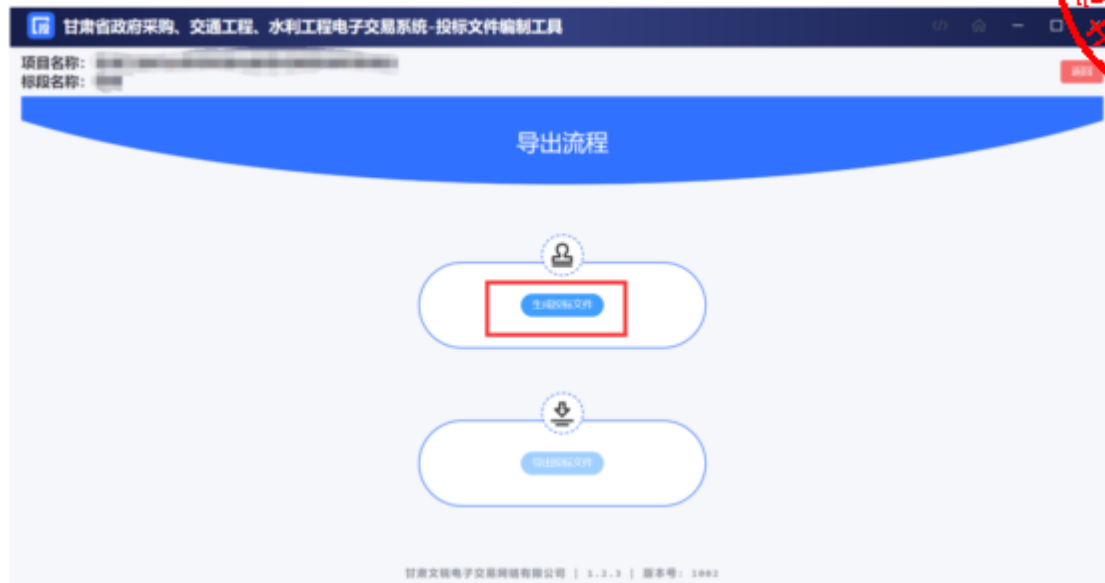 甘肃省政府采购、交通工程、水利工程电子交易系统-投标文件编制工具
项目名称：
标段名称：
返回
导出流程
生成投标文件
导出投标文件
甘肃文锐电子交易网络有限公司 | 1.2.3 | 版本号: 1002